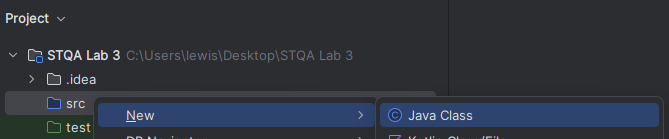 Project
STQA Lab 3 C:\Users\lewis\Desktop\STQA Lab 3
.idea
src
New
Java Class
test